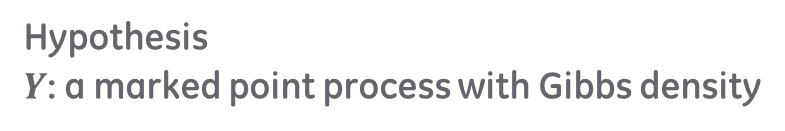 Hypothesis
Y: a marked point process with Gibbs density